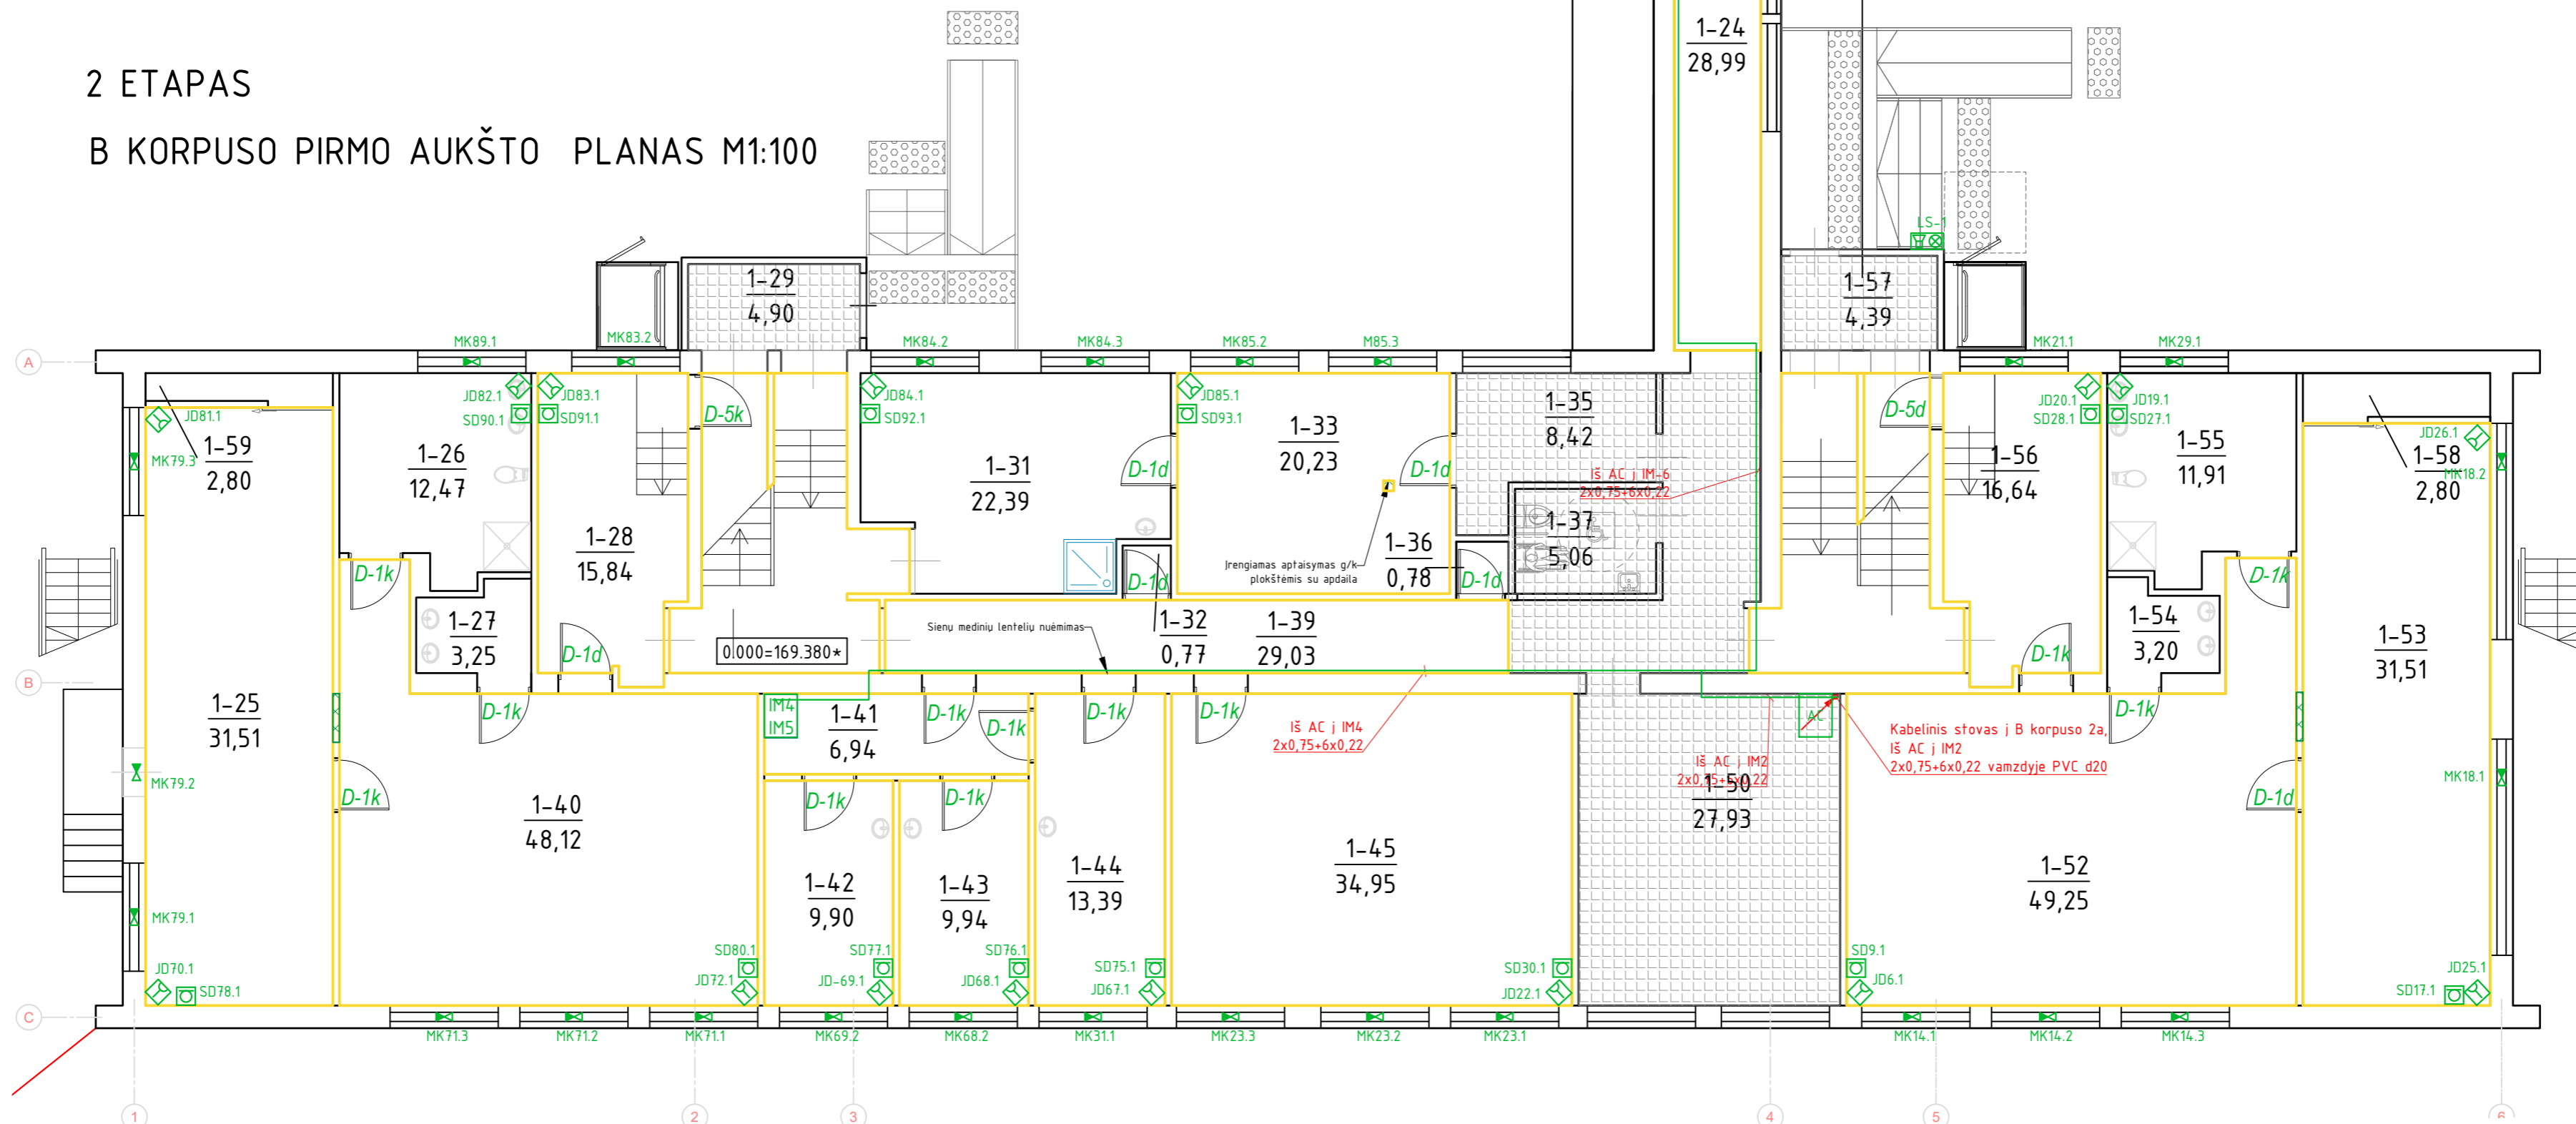 2 ETAPAS
B KORPUSO PIRMO AUKŠTO PLANAS M1:100
1-24
28,99
LS-1
1-29
4,90
1-57
4,39
MK89.1
MK83.2
MK84.2
MK84.3
MK85.2
M85.3
MK21.1
MK29.1
A
JD81.1
MK79.3
1-59
2,80
JD82.1
SD90.1
1-26
12,47
JD83.1
SD91.1
D-5k
JD84.1
SD92.1
1-31
22,39
D-1d
JD85.1
SD93.1
1-33
20,23
D-1d
1-35
8,42
Iš AC į IM-6
2x0,75+6x0,22
D-5d
1-56
16,64
JD20.1
SD28.1
JD19.1
SD27.1
1-55
11,91
JD26.1
1-58
2,80
MK18.2
1-28
15,84
1-37
5,06
1-36
0,78
Įrengiamas aptaisymas g/k
plokštėmis su apdaila
D-1k
D-1d
D-1d
D-1k
1-27
3,25
D-1d
0.000=169.380*
Sienų medinių lentelių nuėmimas
1-32
0,77
1-39
29,03
D-1k
1-54
3,20
1-53
31,51
B
1-25
31,51
D-1k
IM4
IM5
1-41
6,94
D-1k
D-1k
D-1k
D-1k
Iš AC į IM4
2x0,75+6x0,22
AC
Iš AC į IM2
2x0,75+6x0,22
Kabelinis stovas į B korpuso 2a,
Iš AC į IM2
2x0,75+6x0,22 vamzdyje PVC d20
D-1k
MK79.2
D-1k
1-40
48,12
D-1k
D-1k
1-50
27,93
D-1d
MK18.1
1-42
9,90
1-43
9,94
1-44
13,39
1-45
34,95
1-52
49,25
MK79.1
JD70.1
SD78.1
SD80.1
JD72.1
SD77.1
JD-69.1
SD76.1
JD68.1
SD75.1
JD67.1
SD30.1
JD22.1
SD9.1
JD6.1
JD25.1
SD17.1
C
MK71.3
MK71.2
MK71.1
MK69.2
MK68.2
MK31.1
MK23.3
MK23.2
MK23.1
MK14.1
MK14.2
MK14.3
1
2
3
4
5
6